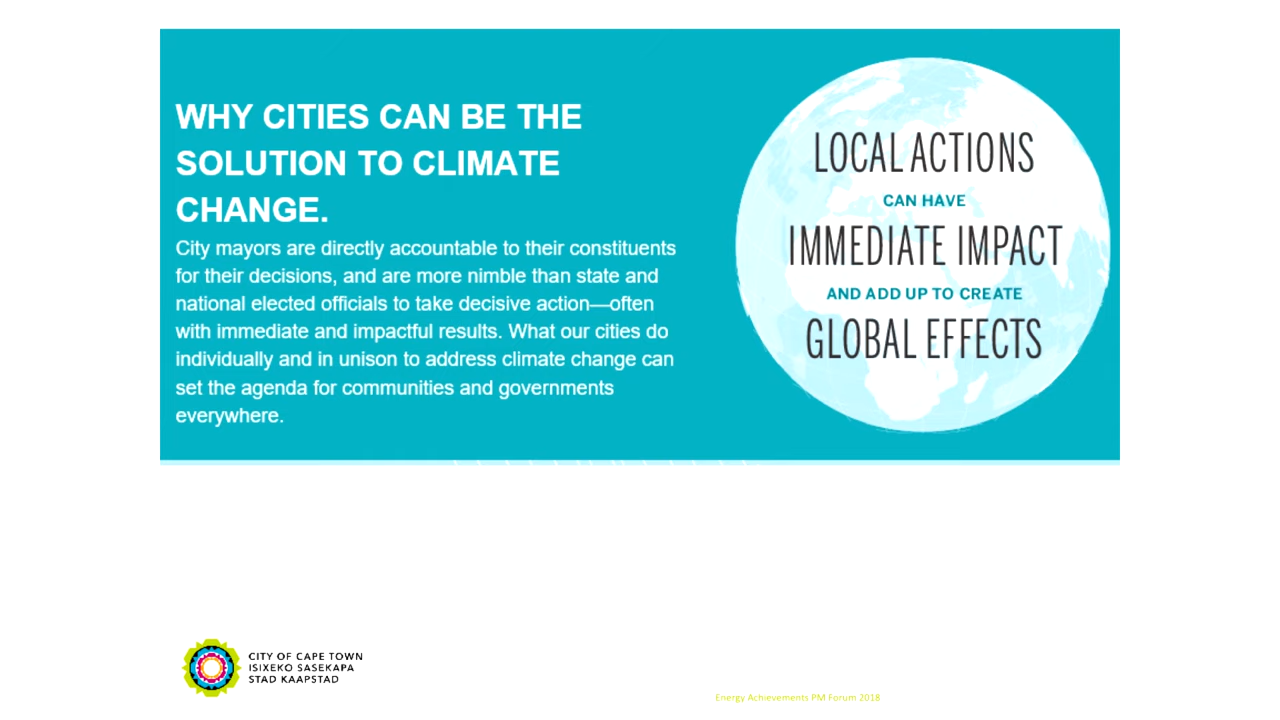 WHY CITIES CAN BE THE
SOLUTION TO CLIMATE
CHANGE.
City mayors are directly accountable to their constituents
for their decisions, and are more nimble than state and
national elected officials to take decisive action—often
with immediate and impactful results. What our cities do
individually and in unison to address climate change can
set the agenda for communities and governments
everywhere.
LOCAL ACTIONS
CAN HAVE
IMMEDIATE IMPACT
AND ADD UP TO CREATE
GLOBAL EFFECTS
CITY OF CAPE TOWN
ISIXEKO SASEKAPA
STAD KAAPSTAD
Energy Achievements PM Forum 2018